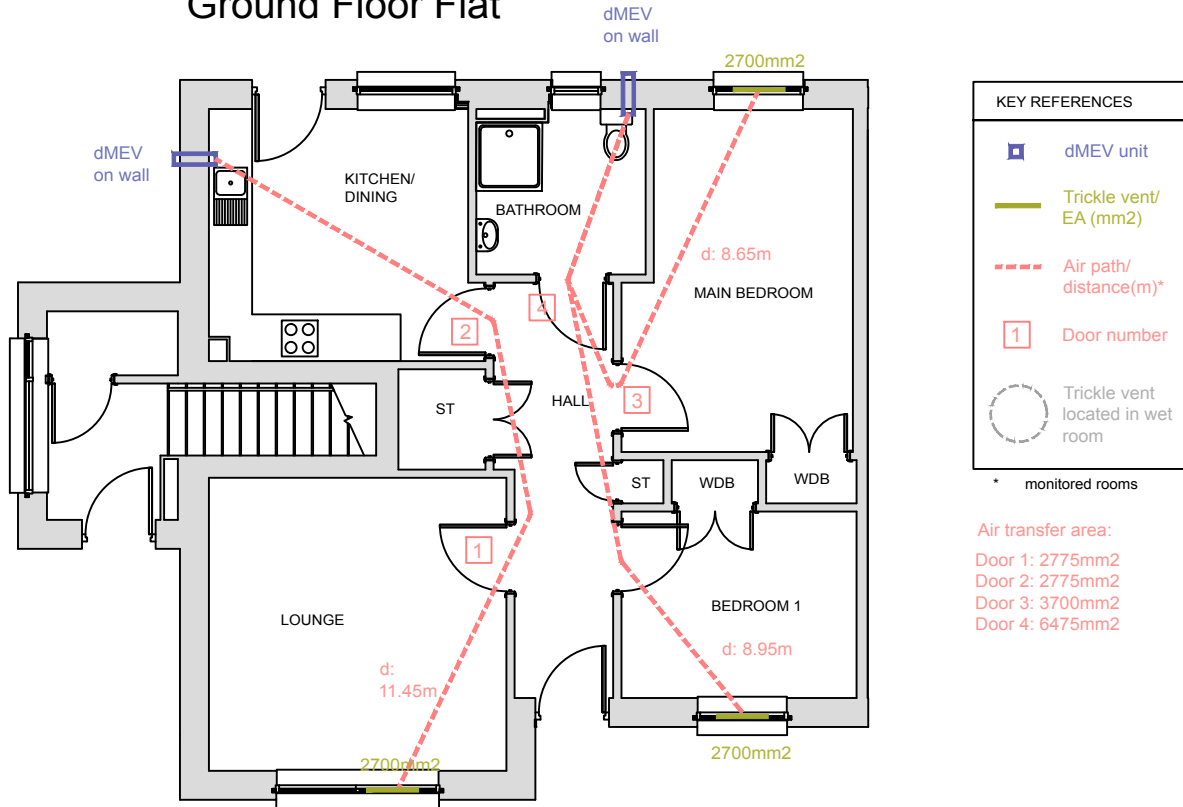 Ground Floor Flat
dMEV
on wall
2700mm2
dMEV
on wall
KITCHEN/
DINING
BATHROOM
d: 8.65m
MAIN BEDROOM
4
2
3
HALL
ST
ST
WDB
WDB
1
LOUNGE
BEDROOM 1
d:
11.45m
d: 8.95m
2700mm2
2700mm2
KEY REFERENCES
dMEV unit
Trickle vent/
EA (mm2)
Air path/
distance(m)*
1
Door number
Trickle vent
located in wet
room
* monitored rooms
Air transfer area:
Door 1: 2775mm2
Door 2: 2775mm2
Door 3: 3700mm2
Door 4: 6475mm2